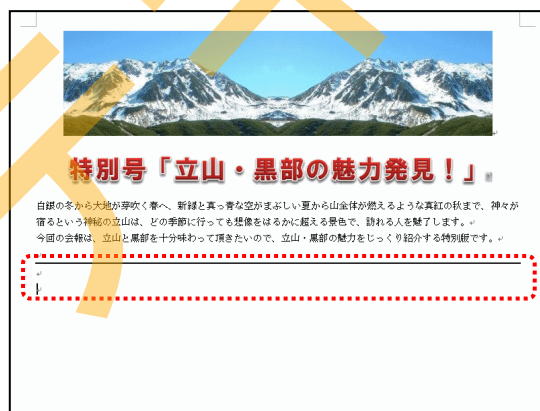 特別号「立山・黒部の魅力発見！」
白銀の冬から大地が芽吹く春へ、新緑と真っ青な空がまぶしい夏から山全体が燃えるような真紅の秋まで、神々が
宿るという神秘の立山は、どの季節に行っても想像をはるかに超える景色で、訪れる人を魅了します。
今回の会報は、立山と黒部を十分味わって頂きたいので、立山・黒部の魅力をじっくり紹介する特別版です。